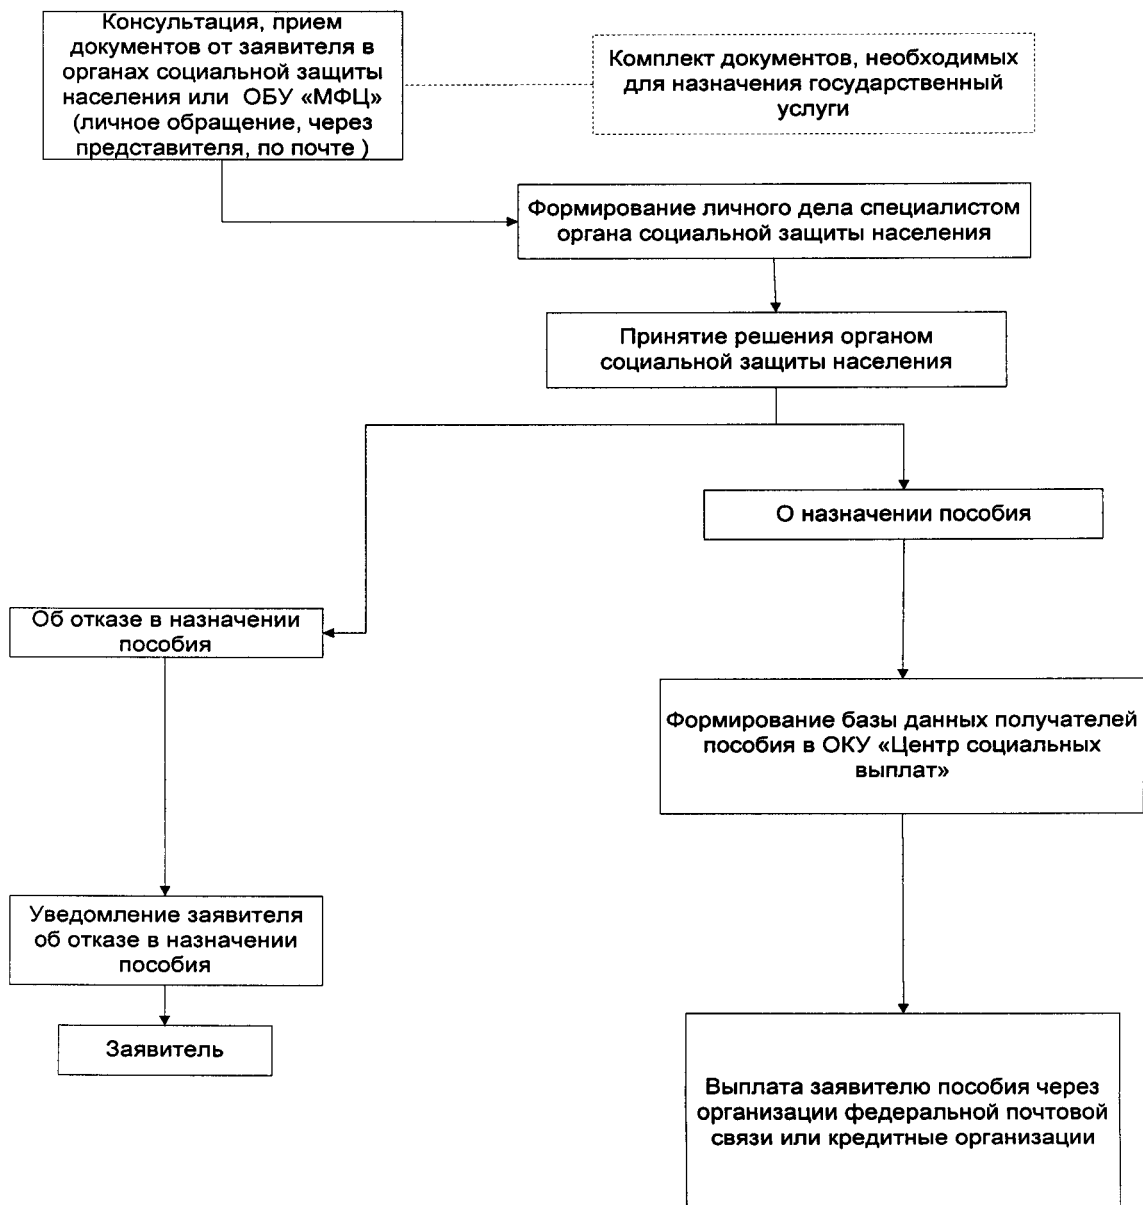 Консультация, прием
документов от заявителя в
органах социальной защиты
населения или ОБУ «МФЦ»
(личное обращение, через
представителя, по почте )
Комплект документов, необходимых
для назначения государственный
услуги
Формирование личного дела специалистом
органа социальной защиты населения
Принятие решения органом
социальной защиты населения
О назначении пособия
Об отказе в назначении
пособия
Формирование базы данных получателей
пособия в ОКУ «Центр социальных
выплат»
Уведомление заявителя
об отказе в назначении
пособия
Заявитель
Выплата заявителю пособия через
организации федеральной почтовой
связи или кредитные организации